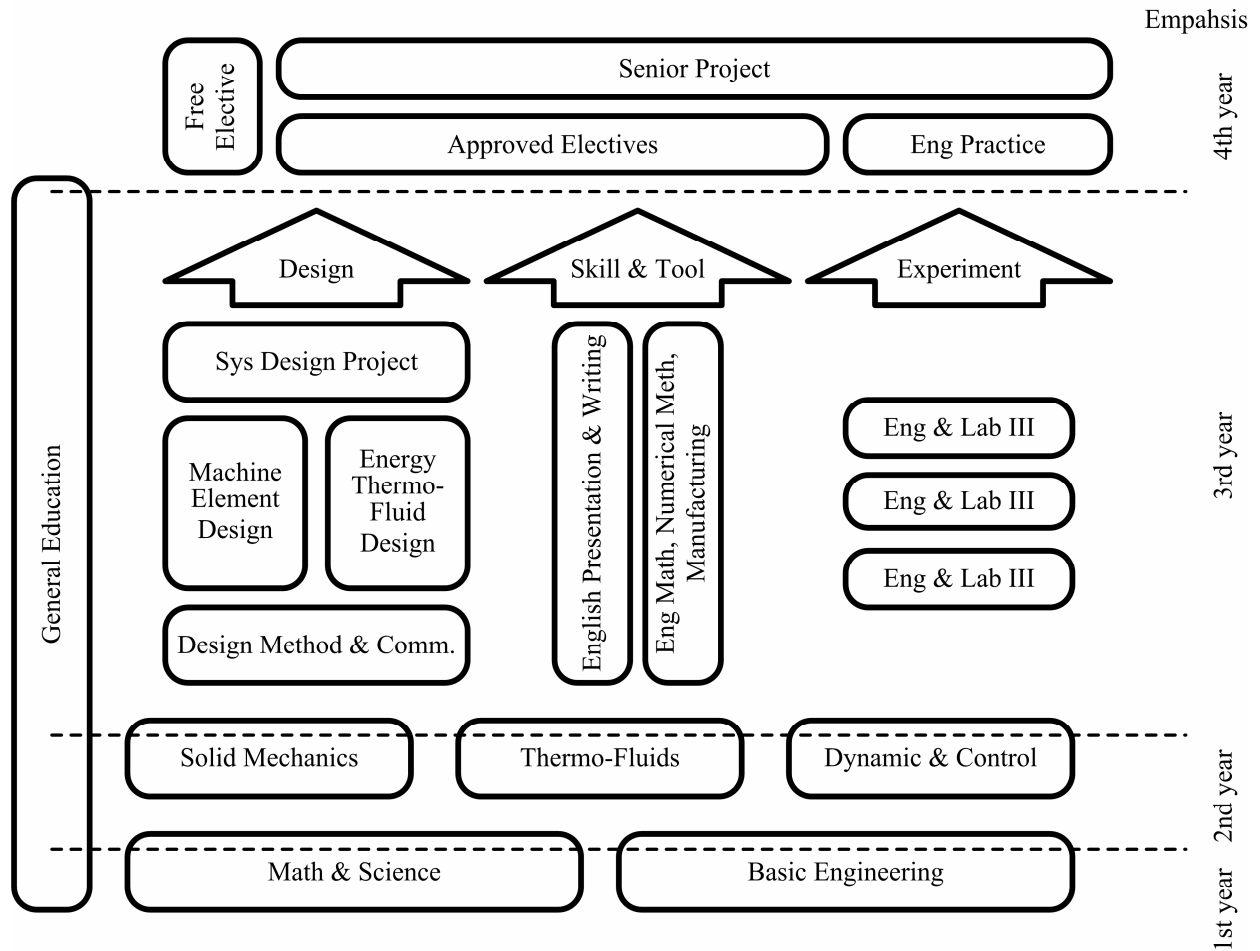 Empahsis
Free
Elective
Senior Project
Approved Electives
Eng Practice
4th year
General Education
Design
Skill & Tool
Experiment
Sys Design Project
Machine
Element
Design
Energy
Thermo-
Fluid
Design
Design Method & Comm.
English Presentation & Writing
Eng Math, Numerical Meth,
Manufacturing
Eng & Lab III
Eng & Lab III
Eng & Lab III
3rd year
Solid Mechanics
Thermo-Fluids
Dynamic & Control
2nd year
Math & Science
Basic Engineering
1st year